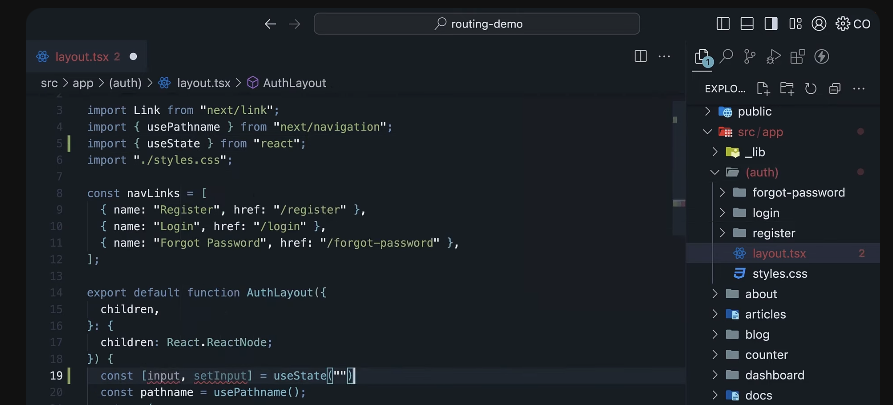 routing-demo
CO
layout.tsx 2
src > app > (auth) > layout.tsx > AuthLayout
3 import Link from "next/link";
4 import { usePathname } from "next/navigation";
5 import { useState } from "react";
6 import "./styles.css";
7
8 const navLinks = [
9 { name: "Register", href: "/register" },
10 { name: "Login", href: "/login" },
11 { name: "Forgot Password", href: "/forgot-password" },
12 ];
13
14 export default function AuthLayout({
15 children,
16 }: {
17 children: React.ReactNode;
18 }) {
19 const [input, setInput] = useState("")
20 const pathname = usePathname();
1
EXPLO...
public
src/app
_lib
(auth)
forgot-password
login
register
layout.tsx 2
styles.css
about
articles
blog
counter
dashboard
docs